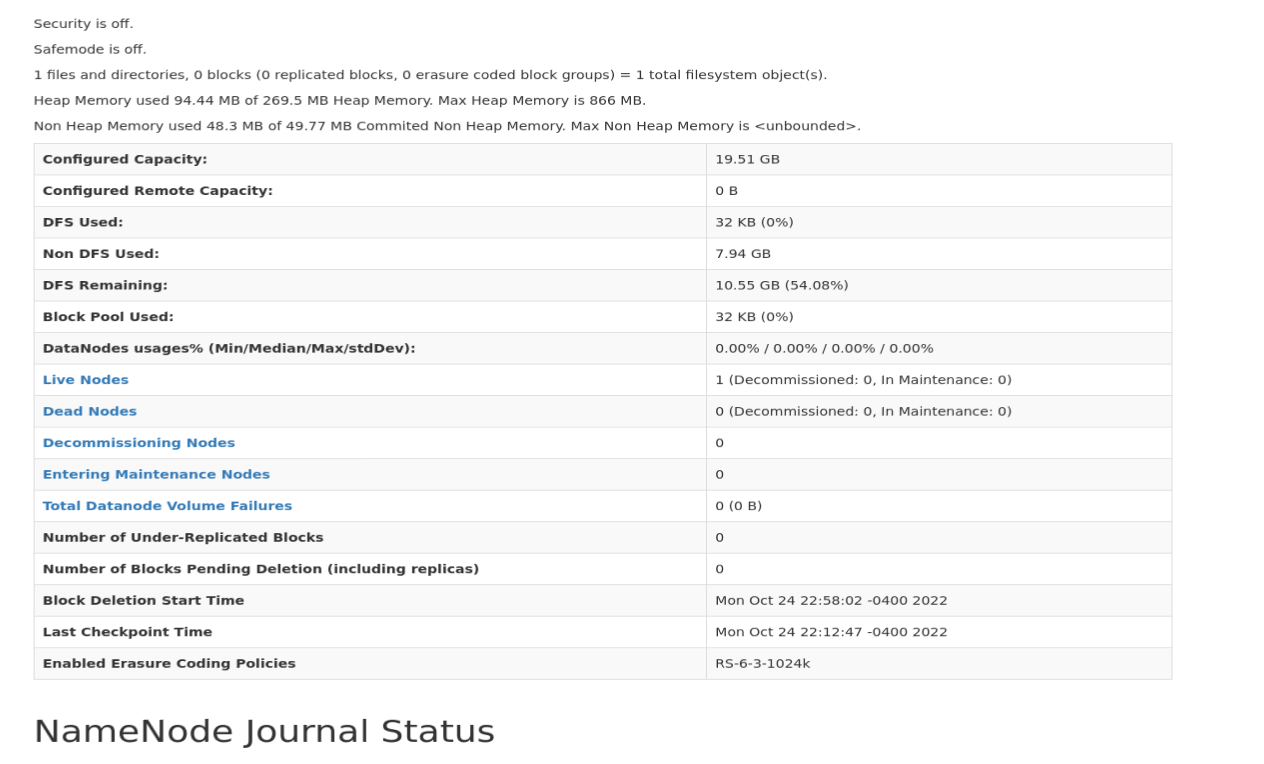 Security is off.
Safemode is off.
1 files and directories, 0 blocks (0 replicated blocks, 0 erasure coded block groups) = 1 total filesystem object(s).
Heap Memory used 94.44 MB of 269.5 MB Heap Memory. Max Heap Memory is 866 MB.
Non Heap Memory used 48.3 MB of 49.77 MB Commited Non Heap Memory. Max Non Heap Memory is <unbounded>.
Configured Capacity: 19.51 GB
Configured Remote Capacity: 0 B
DFS Used: 32 KB (0%)
Non DFS Used: 7.94 GB
DFS Remaining: 10.55 GB (54.08%)
Block Pool Used: 32 KB (0%)
DataNodes usages% (Min/Median/Max/stdDev): 0.00% / 0.00% / 0.00% / 0.00%
Live Nodes 1 (Decommissioned: 0, In Maintenance: 0)
Dead Nodes 0 (Decommissioned: 0, In Maintenance: 0)
Decommissioning Nodes 0
Entering Maintenance Nodes 0
Total Datanode Volume Failures 0 (0 B)
Number of Under-Replicated Blocks 0
Number of Blocks Pending Deletion (including replicas) 0
Block Deletion Start Time Mon Oct 24 22:58:02 -0400 2022
Last Checkpoint Time Mon Oct 24 22:12:47 -0400 2022
Enabled Erasure Coding Policies RS-6-3-1024k
NameNode Journal Status